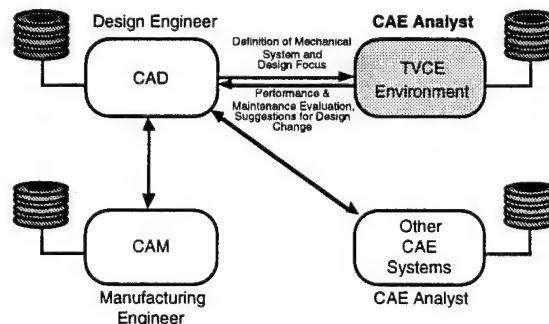 Design Engineer
CAE Analyst
CAD
Definition of Mechanical
System and
Design Focus
Performance &
Maintenance Evaluation,
Suggestions for Design
Change
TVCE
Environment
CAM
Manufacturing
Engineer
Other
CAE
Systems
CAE Analyst